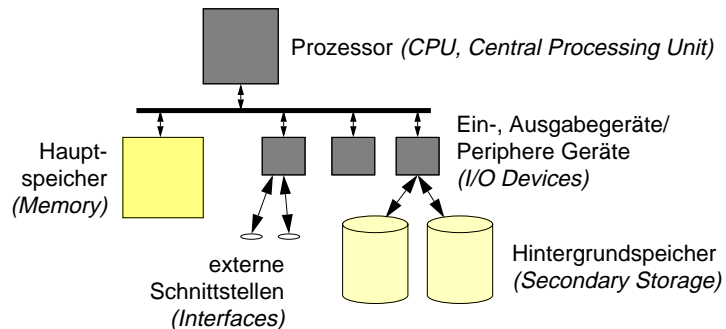 Prozessor (CPU, Central Processing Unit)
Ein-, Ausgabegeräte/
Periphere Geräte
(I/O Devices)
Haupt-
speicher
(Memory)
externe
Schnittstellen
(Interfaces)
Hintergrundspeicher
(Secondary Storage)